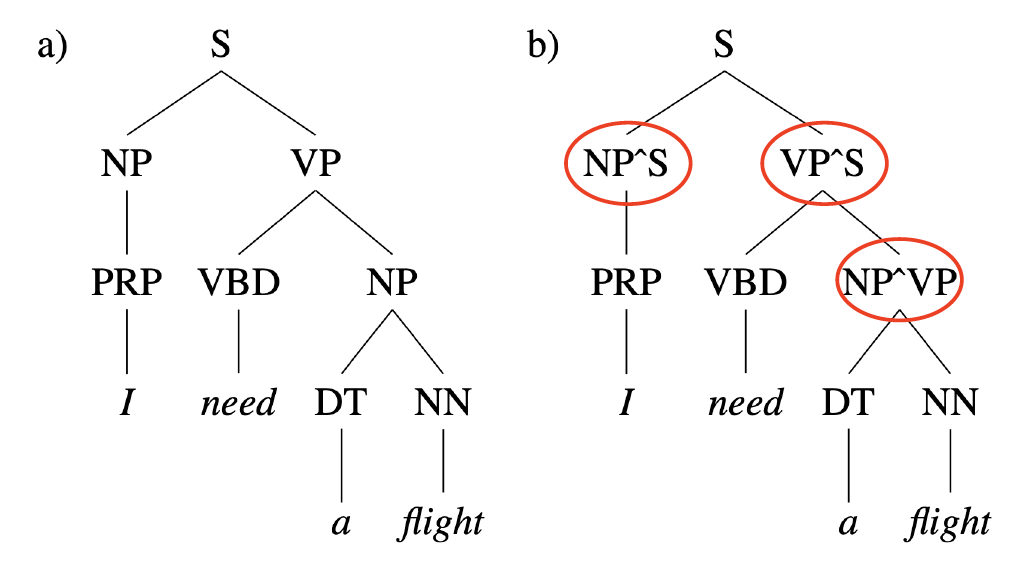 a) S b) S
NP VP NP^S VP^S
PRP VBD NP PRP VBD NP^VP
I need DT NN I need DT NN
a flight a flight